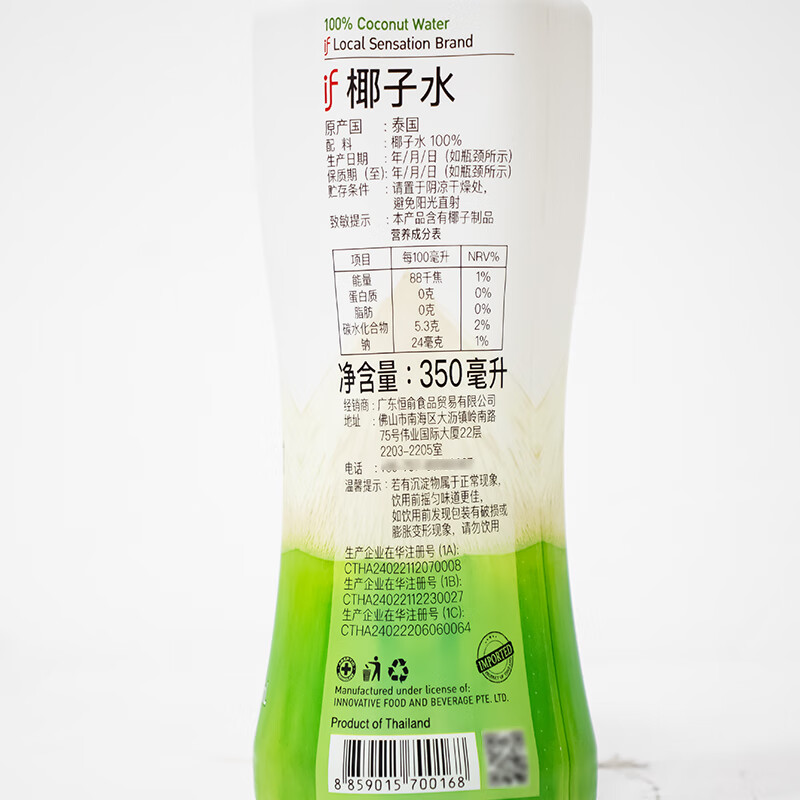 100% Coconut Water
if Local Sensation Brand
if 椰子水
原产国 : 泰国
配 料 : 椰子水 100%
生产日期 : 年/月/日 (如瓶颈所示)
保质期 (至): 年/月/日 (如瓶颈所示)
贮存条件 : 请置于阴凉干燥处,
避免阳光直射
致敏提示 : 本产品含有椰子制品
营养成分表
项目 每100毫升 NRV%
能量 88千焦 1%
蛋白质 0克 0%
脂肪 0克 0%
碳水化合物 5.3克 2%
钠 24毫克 1%
净含量:350毫升
经销商 : 广东恒俞食品贸易有限公司
地址 : 佛山市南海区大沥镇岭南路
75号伟业国际大厦22层
2203-2205室
电话 :
温馨提示 : 若有沉淀物属于正常现象,
饮用前摇匀味道更佳,
如饮用前发现包装有破损或
膨胀变形现象, 请勿饮用
生产企业在华注册号 (1A):
CTHA24022112070008
生产企业在华注册号 (1B):
CTHA24022112230027
生产企业在华注册号 (1C):
CTHA24022206060064
IMPORTED
Manufactured under license of:
INNOVATIVE FOOD AND BEVERAGE PTE. LTD.
Product of Thailand
8 859015 700168